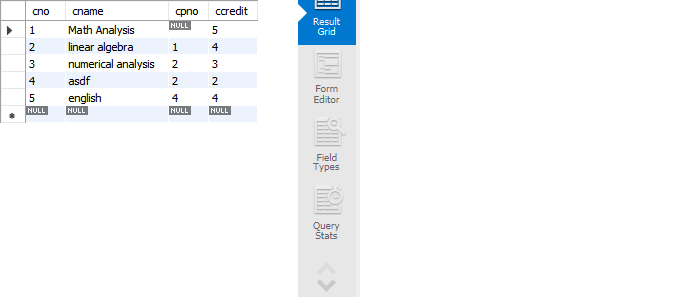 cno cname cpno ccredit
1 Math Analysis NULL 5
2 linear algebra 1 4
3 numerical analysis 2 3
4 asdf 2 2
5 english 4 4
NULL NULL NULL NULL
Result
Grid
Form
Editor
Field
Types
Query
Stats